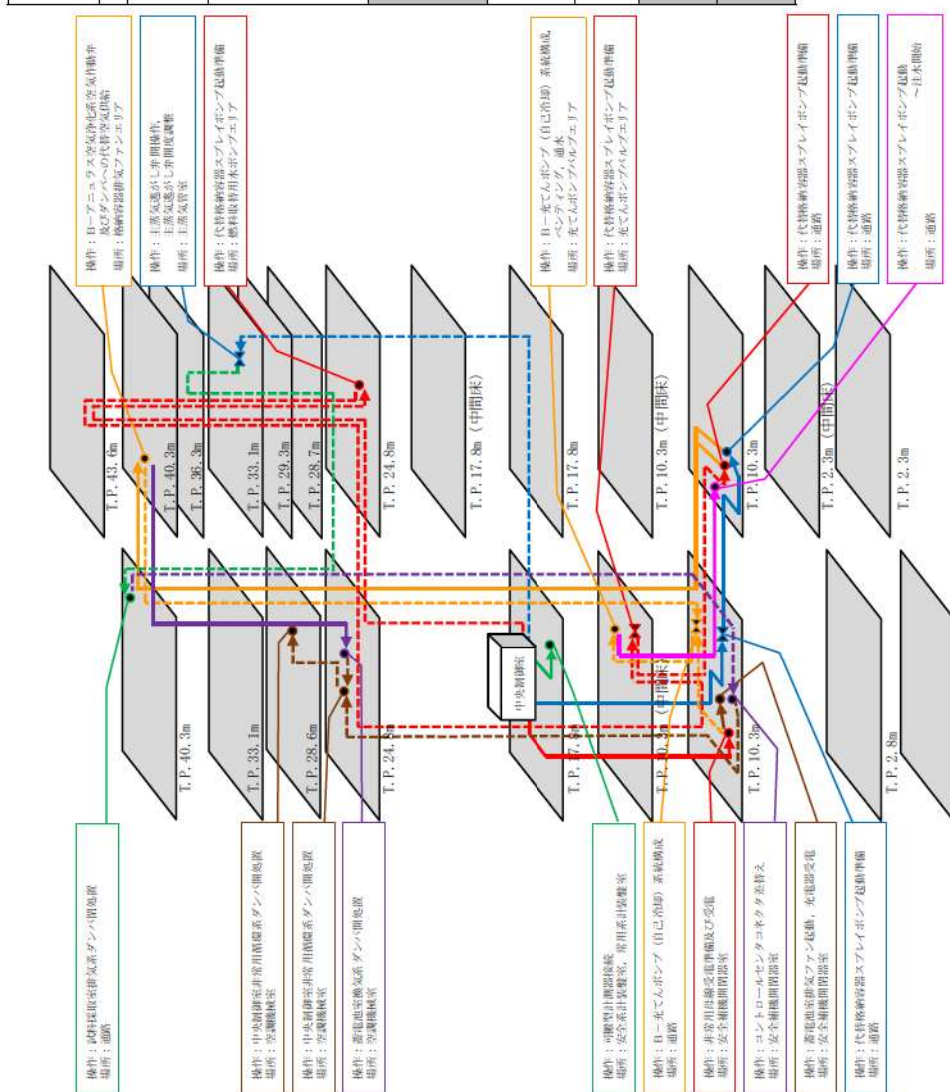 操作：B－アニュラス空気浄化系空気作動弁
及びダンパへの代替空気供給
場所：格納容器排気ファンエリア
操作：主蒸気逃がし弁開操作,
主蒸気逃がし弁開度調整
場所：主蒸気管室
操作：代替格納容器スプレイポンプ起動準備
場所：燃料取替用水ポンプエリア
操作：B－充てんポンプ（自己冷却）系統構成,
ベンティング, 通水
場所：充てんポンプバルブエリア
操作：代替格納容器スプレイポンプ起動準備
場所：充てんポンプバルブエリア
操作：代替格納容器スプレイポンプ起動準備
場所：通路
操作：代替格納容器スプレイポンプ起動準備
場所：通路
操作：代替格納容器スプレイポンプ起動
～注水開始
場所：通路
T.P.43.6m
T.P.40.3m
T.P.36.3m
T.P.33.1m
T.P.29.3m
T.P.28.7m
T.P.24.8m
T.P.17.8m（中間床）
T.P.17.8m
T.P.10.3m（中間床）
T.P.10.3m
T.P.2.3m（中間床）
T.P.2.3m
中央制御室
T.P.40.3m
T.P.33.1m
T.P.28.6m
T.P.24.8m
T.P.17.8m
T.P.10.3m（中間床）
T.P.10.3m
T.P.2.8m
操作：試料採取室排気系ダンパ閉処置
場所：通路
操作：中央制御室非常用循環系ダンパ開処置
場所：空調機械室
操作：中央制御室非常用循環系ダンパ開処置
場所：空調機械室
操作：蓄電池室換気系ダンパ開処置
場所：空調機械室
操作：可搬型計測器接続
場所：安全系計装盤室, 常用系計装盤室
操作：B－充てんポンプ（自己冷却）系統構成
場所：通路
操作：非常用母線受電準備及び受電
場所：安全補機開閉器室
操作：コントロールセンタコネクタ差替え
場所：安全補機開閉器室
操作：蓄電池室排気ファン起動, 充電器受電
場所：安全補機開閉器室
操作：代替格納容器スプレイポンプ起動準備
場所：通路